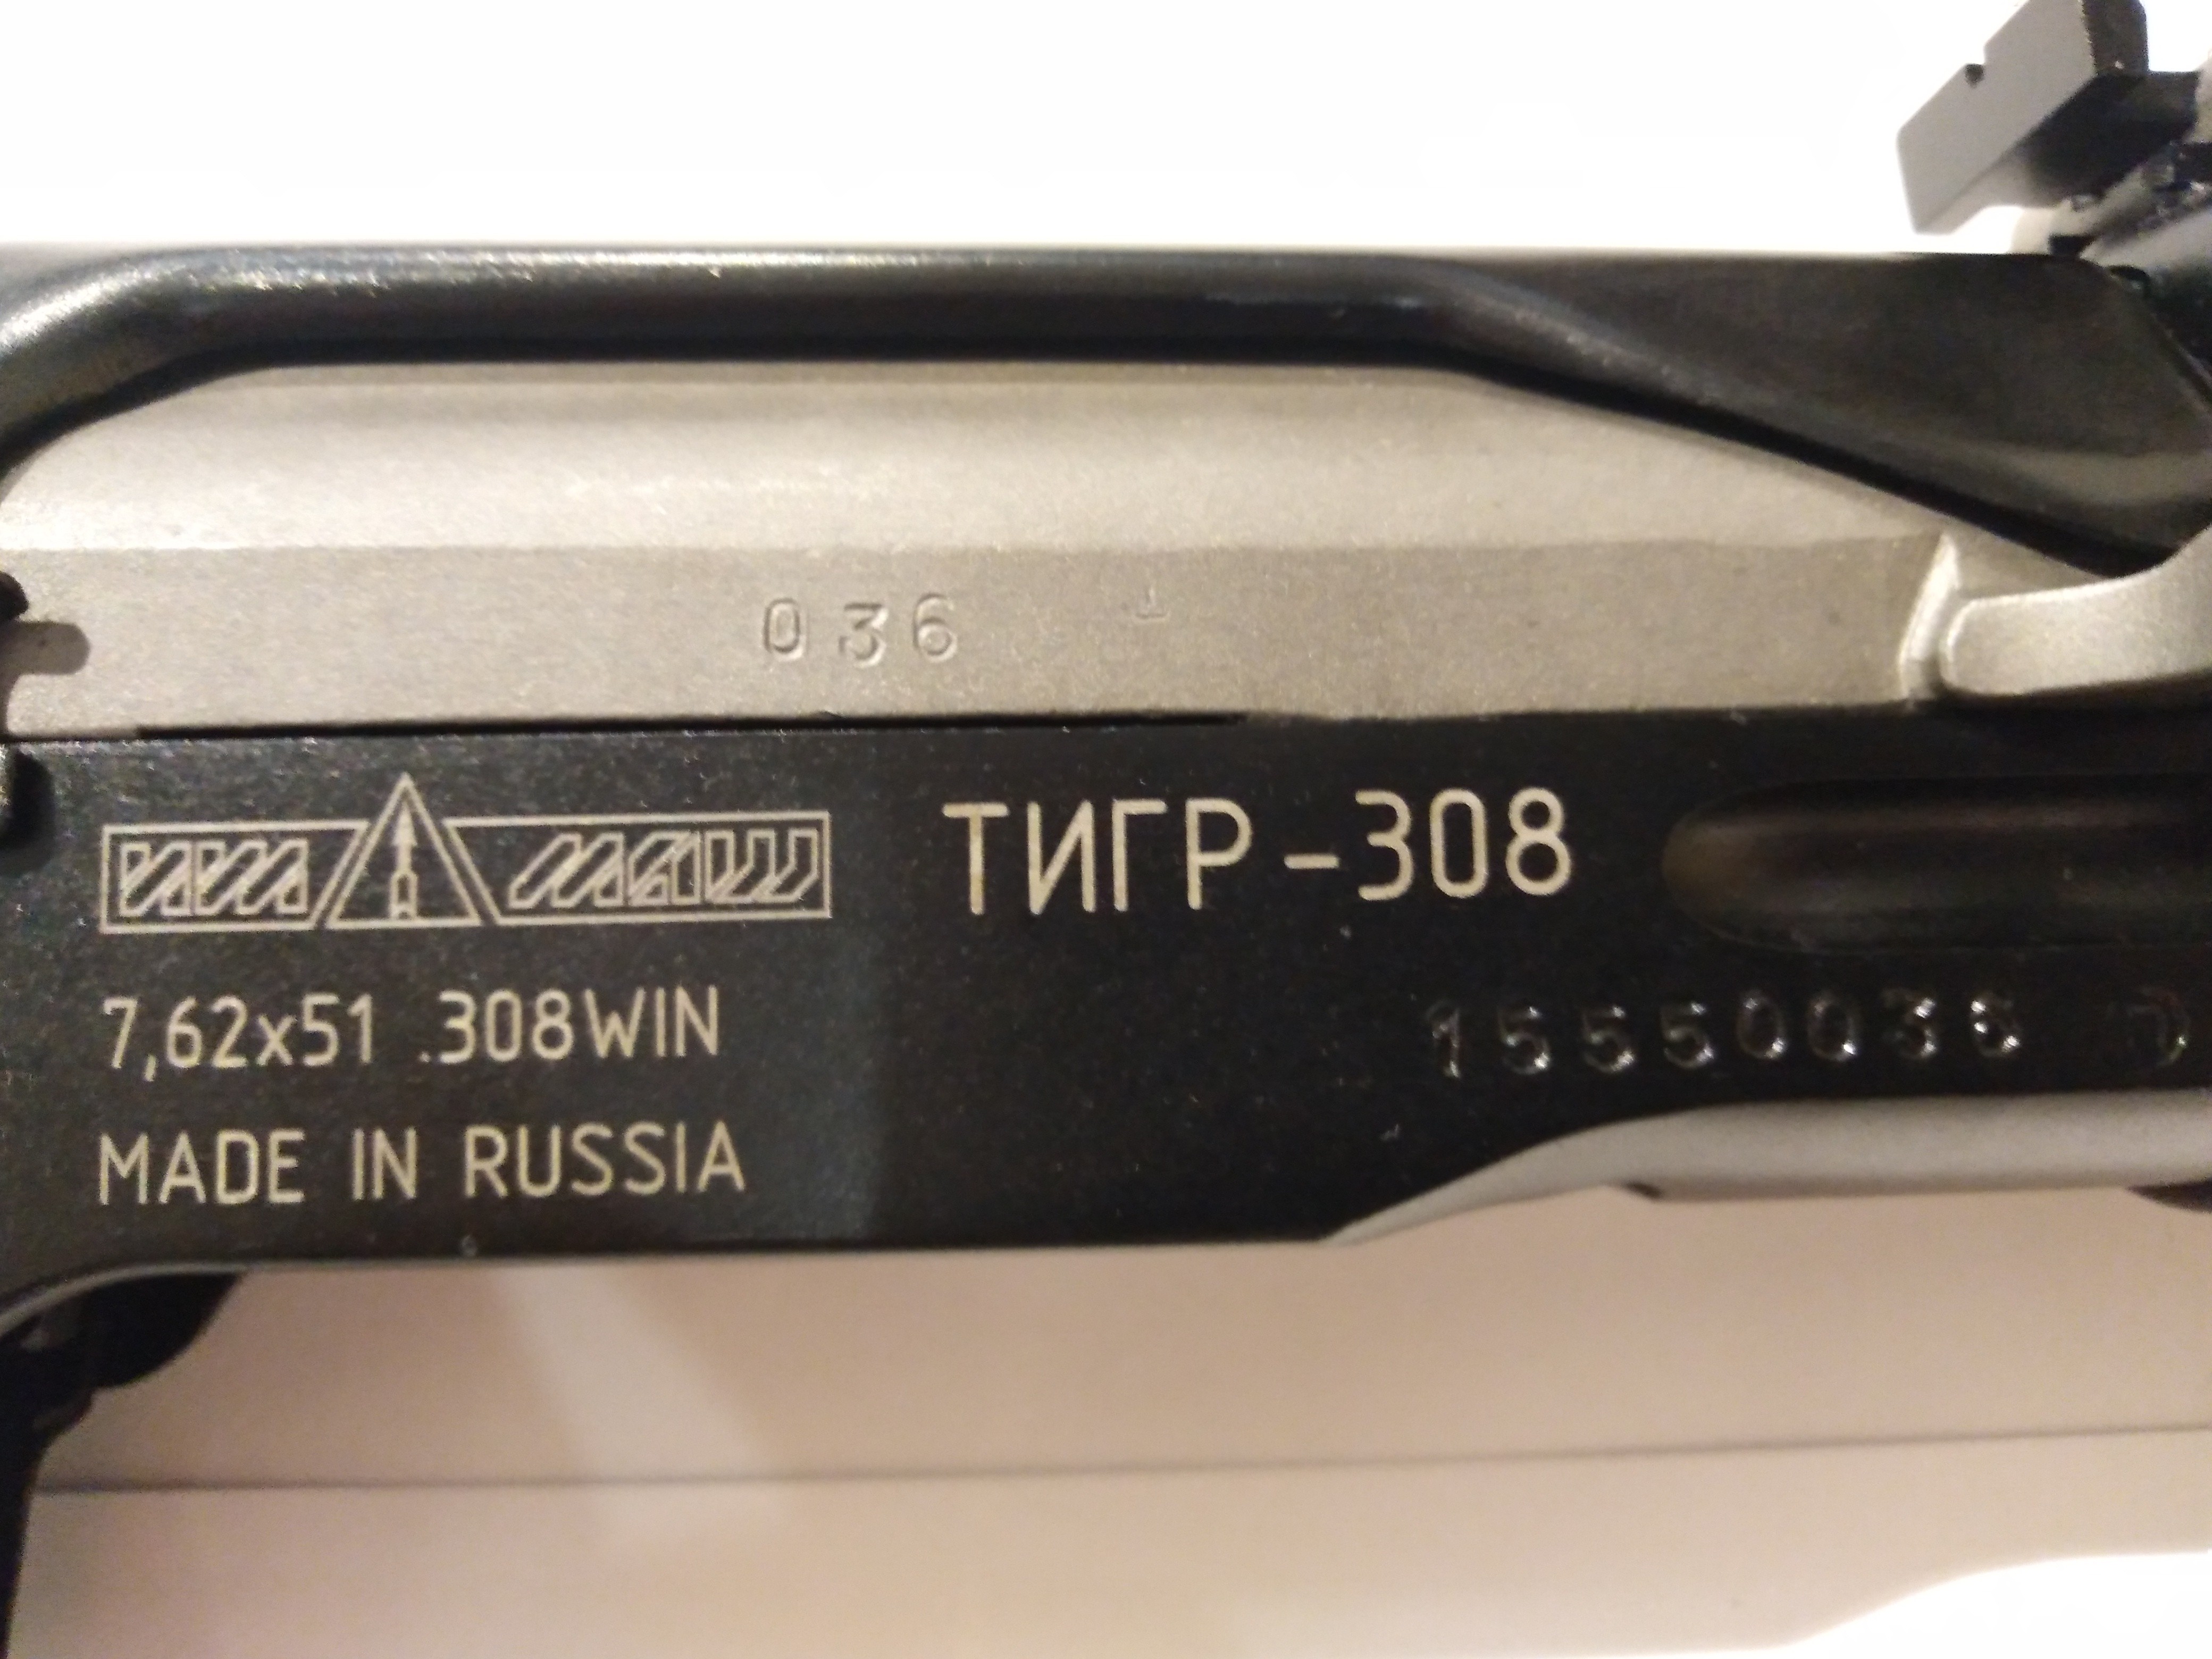 036
ИЖМАШ ТИГР-308
7,62x51 .308WIN
15550036
MADE IN RUSSIA